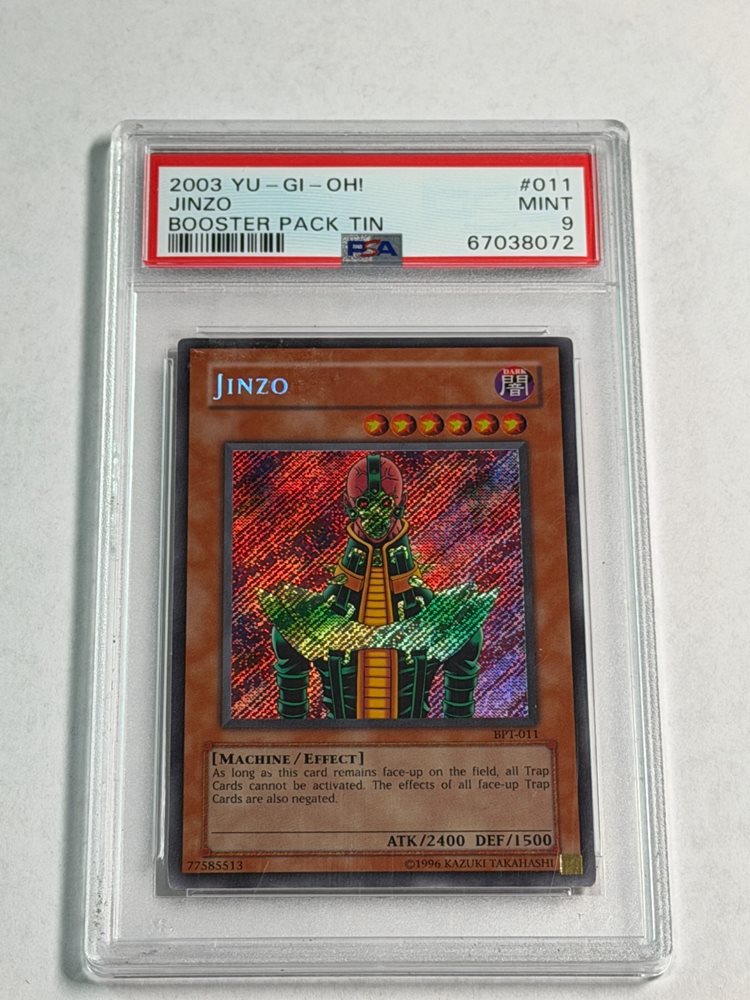 2003 YU-GI-OH! #011
JINZO MINT
BOOSTER PACK TIN 9
PSA 67038072
JINZO
DARK
闇
BPT-011
[MACHINE/EFFECT]
As long as this card remains face-up on the field, all Trap
Cards cannot be activated. The effects of all face-up Trap
Cards are also negated.
ATK/2400 DEF/1500
77585513 ©1996 KAZUKI TAKAHASHI